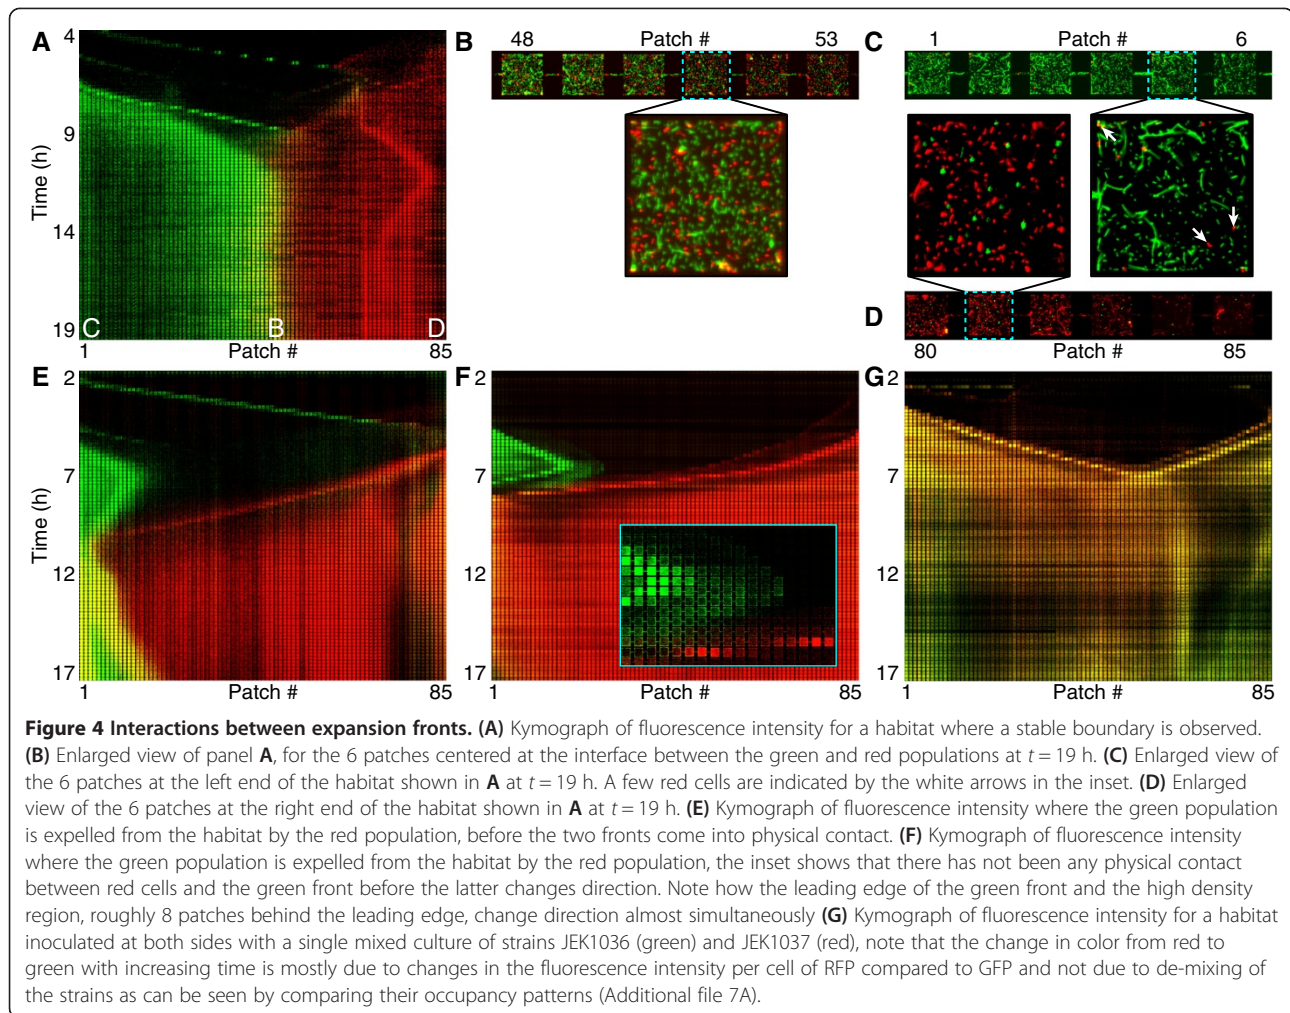 A
4
9
14
19
Time (h)
C
B
D
1
Patch #
85
B
48
Patch #
53
C
1
Patch #
6
D
80
Patch #
85
E
2
7
12
17
Time (h)
1
Patch #
85
F
2
7
12
17
1
Patch #
85
G
2
7
12
17
1
Patch #
85
Figure 4 Interactions between expansion fronts. (A) Kymograph of fluorescence intensity for a habitat where a stable boundary is observed.
(B) Enlarged view of panel A, for the 6 patches centered at the interface between the green and red populations at t = 19 h. (C) Enlarged view of
the 6 patches at the left end of the habitat shown in A at t = 19 h. A few red cells are indicated by the white arrows in the inset. (D) Enlarged
view of the 6 patches at the right end of the habitat shown in A at t = 19 h. (E) Kymograph of fluorescence intensity where the green population
is expelled from the habitat by the red population, before the two fronts come into physical contact. (F) Kymograph of fluorescence intensity
where the green population is expelled from the habitat by the red population, the inset shows that there has not been any physical contact
between red cells and the green front before the latter changes direction. Note how the leading edge of the green front and the high density
region, roughly 8 patches behind the leading edge, change direction almost simultaneously (G) Kymograph of fluorescence intensity for a habitat
inoculated at both sides with a single mixed culture of strains JEK1036 (green) and JEK1037 (red), note that the change in color from red to
green with increasing time is mostly due to changes in the fluorescence intensity per cell of RFP compared to GFP and not due to de-mixing of
the strains as can be seen by comparing their occupancy patterns (Additional file 7A).